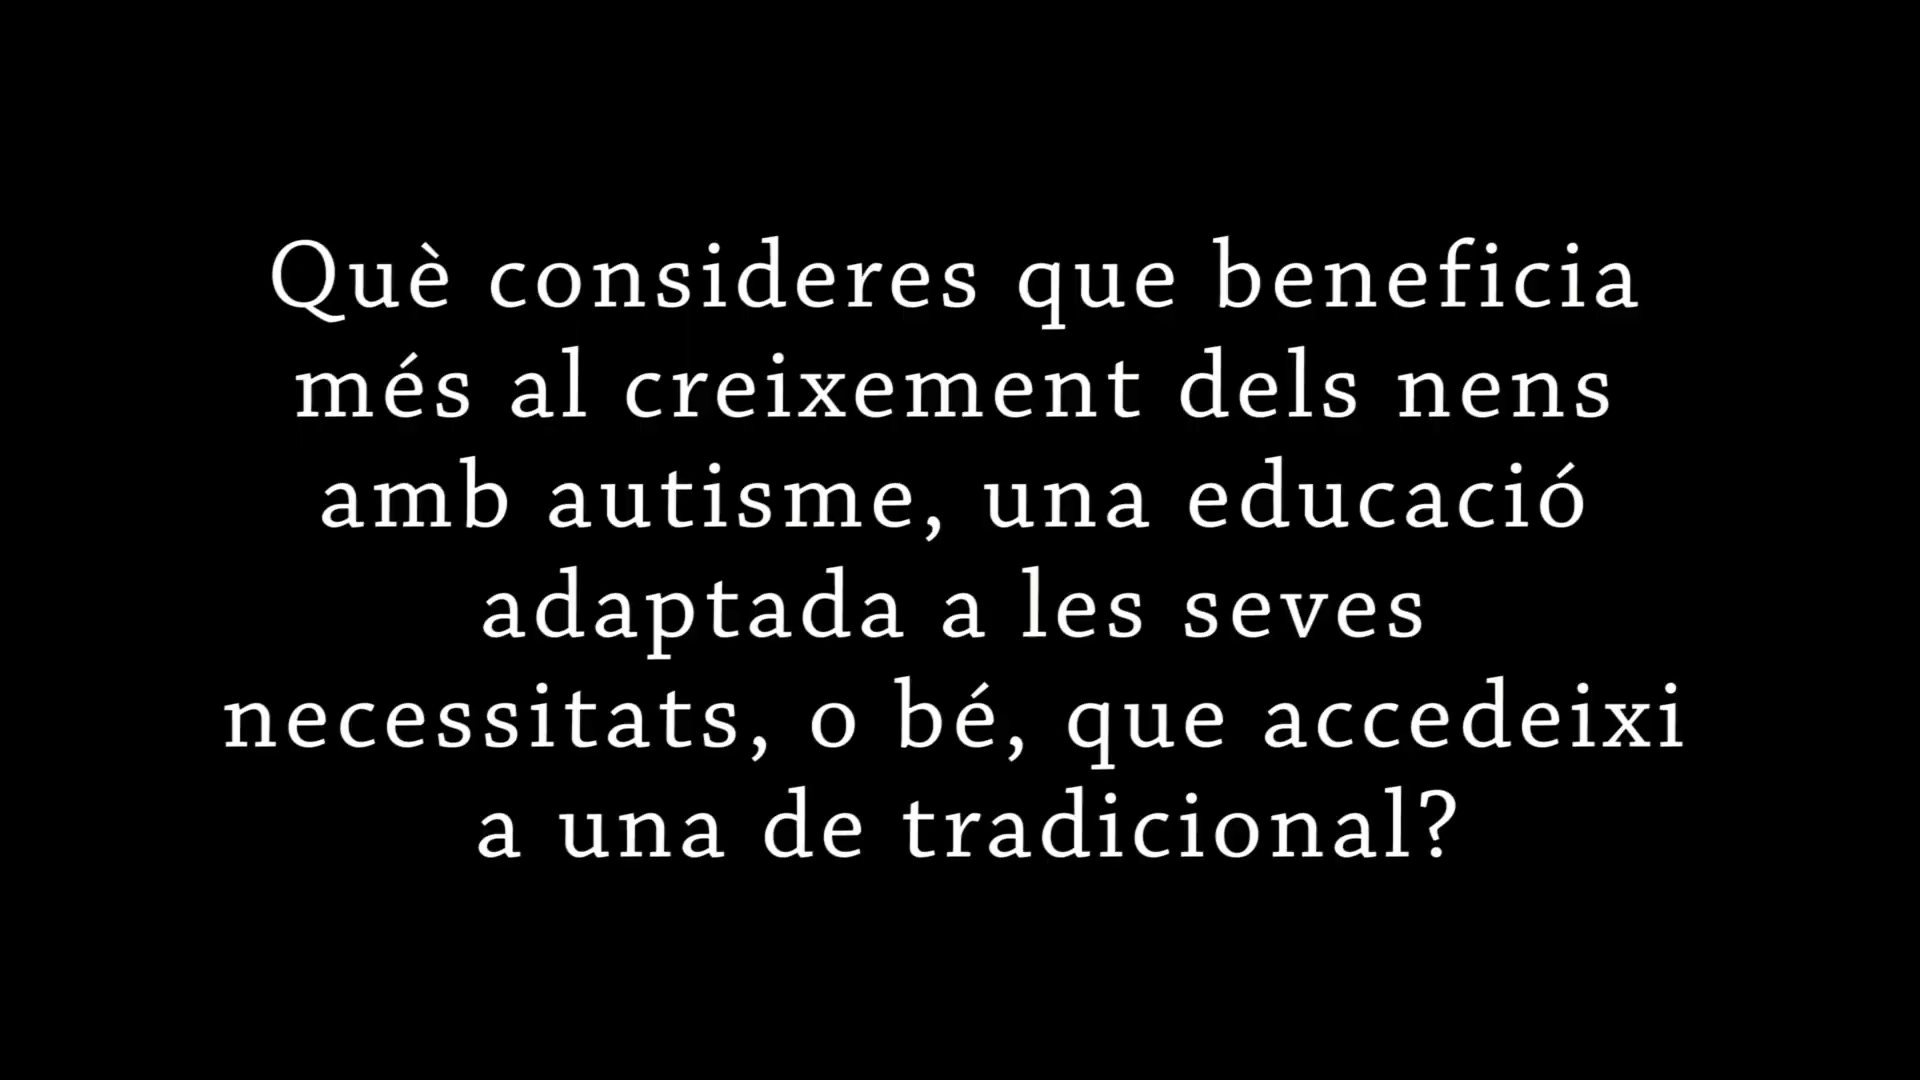 Què consideres que beneficia
més al creixement dels nens
amb autisme, una educació
adaptada a les seves
necessitats, o bé, que accedeixi
a una de tradicional?